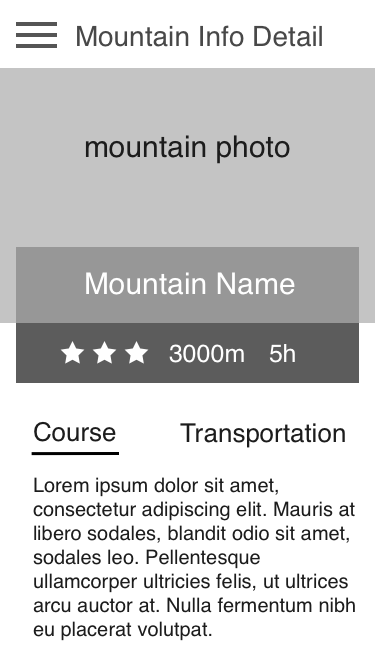 Mountain Info Detail
mountain photo
Mountain Name
3000m 5h
Course Transportation
Lorem ipsum dolor sit amet,
consectetur adipiscing elit. Mauris at
libero sodales, blandit odio sit amet,
sodales leo. Pellentesque
ullamcorper ultricies felis, ut ultrices
arcu auctor at. Nulla fermentum nibh
eu placerat volutpat.